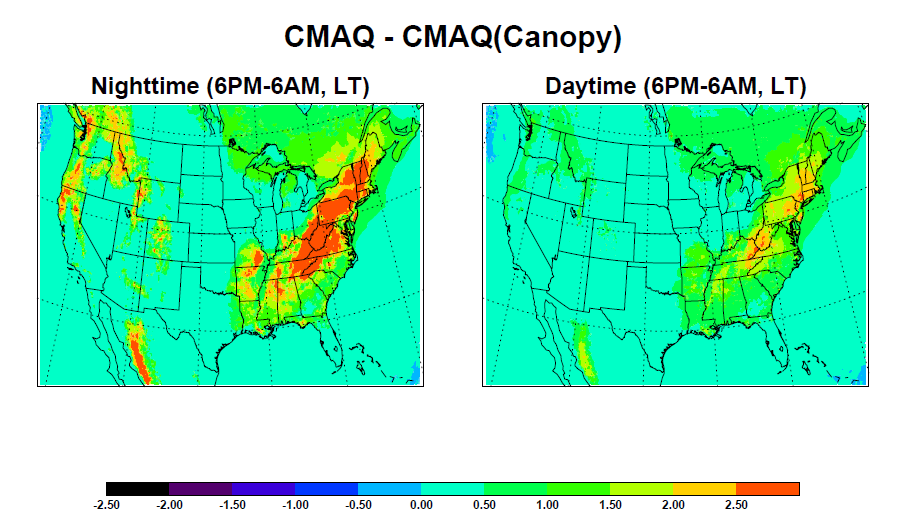 CMAQ - CMAQ(Canopy)
Nighttime (6PM-6AM, LT)
Daytime (6PM-6AM, LT)
-2.50 -2.00 -1.50 -1.00 -0.50 0.00 0.50 1.00 1.50 2.00 2.50